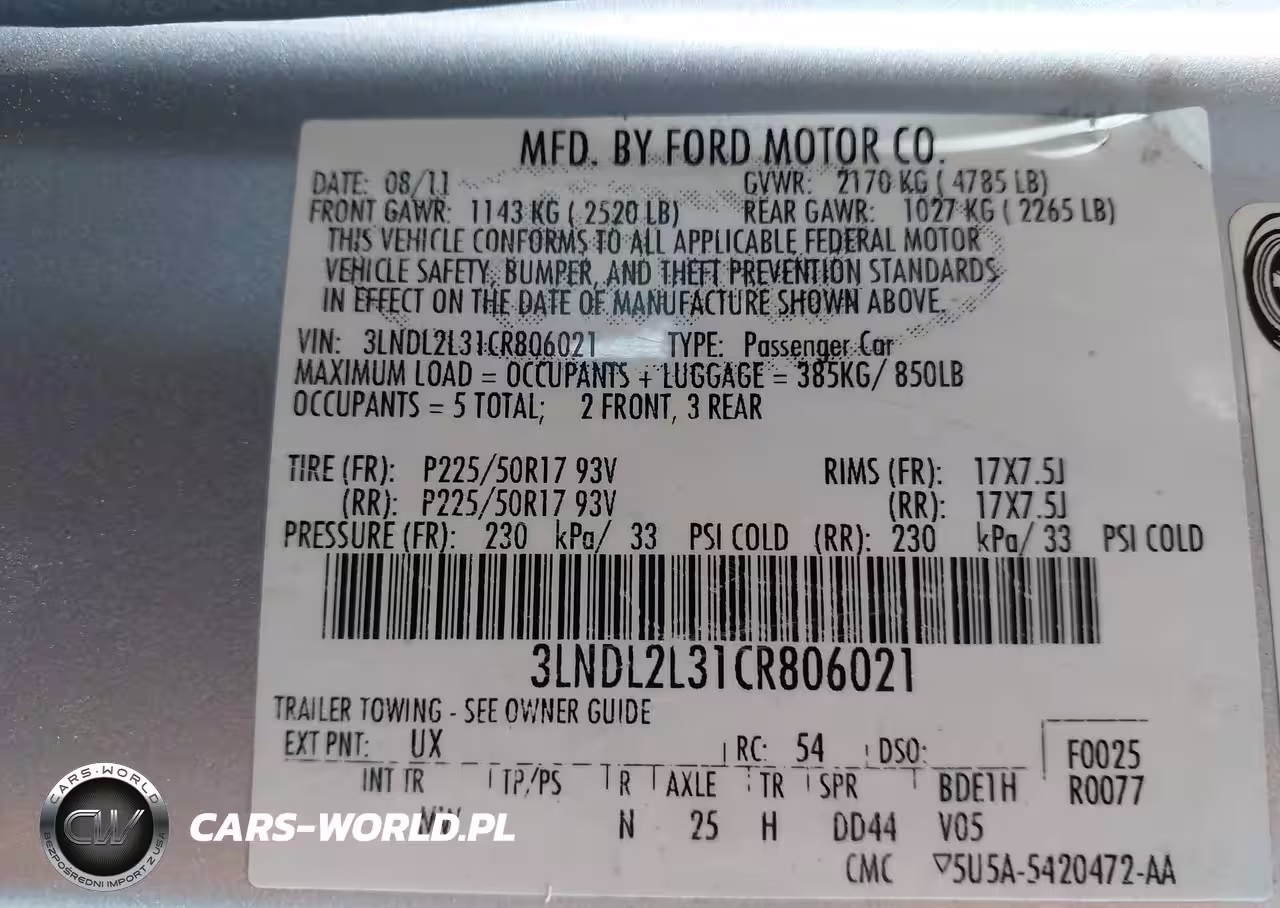 MFD. BY FORD MOTOR CO.
DATE: 08/11 GVWR: 2170 KG ( 4785 LB)
FRONT GAWR: 1143 KG ( 2520 LB) REAR GAWR: 1027 KG ( 2265 LB)
THIS VEHICLE CONFORMS TO ALL APPLICABLE FEDERAL MOTOR
VEHICLE SAFETY, BUMPER, AND THEFT PREVENTION STANDARDS
IN EFFECT ON THE DATE OF MANUFACTURE SHOWN ABOVE.
VIN: 3LNDL2L31CR806021 TYPE: Passenger Car
MAXIMUM LOAD = OCCUPANTS + LUGGAGE = 385KG/ 850LB
OCCUPANTS = 5 TOTAL; 2 FRONT, 3 REAR
TIRE (FR): P225/50R17 93V RIMS (FR): 17X7.5J
(RR): P225/50R17 93V (RR): 17X7.5J
PRESSURE (FR): 230 kPa/ 33 PSI COLD (RR): 230 kPa/ 33 PSI COLD
3LNDL2L31CR806021
TRAILER TOWING - SEE OWNER GUIDE
EXT PNT: UX RC: 54 DSO: F0025
INT TR TP/PS R AXLE TR SPR BDE1H R0077
N 25 H DD44 V05
CMC 5U5A-5420472-AA
CARS-WORLD
CW
BEZPOŚREDNI IMPORT Z USA
CARS-WORLD.PL